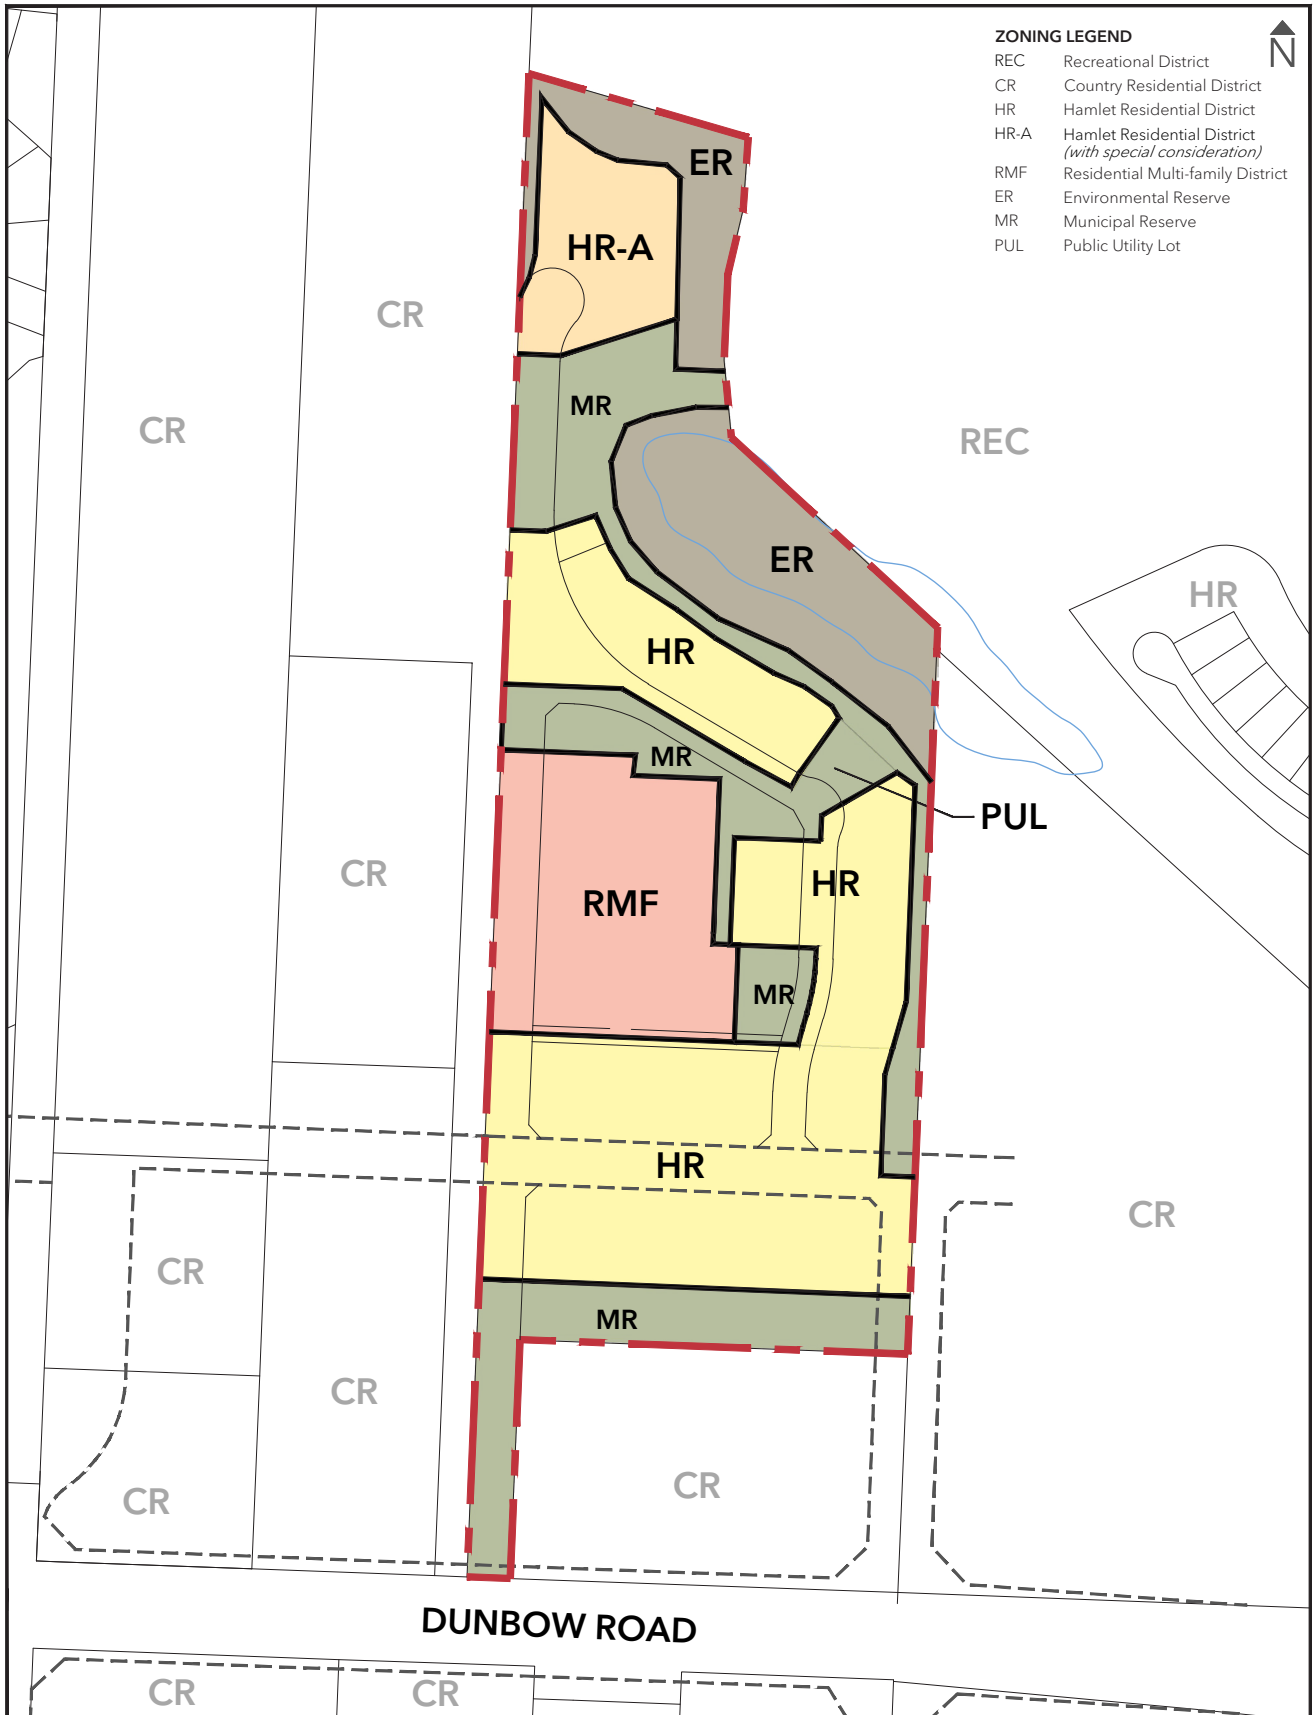 ZONING LEGEND
N
REC Recreational District
CR Country Residential District
HR Hamlet Residential District
HR-A Hamlet Residential District
(with special consideration)
RMF Residential Multi-family District
ER Environmental Reserve
MR Municipal Reserve
PUL Public Utility Lot
ER
HR-A
CR
MR
CR
REC
ER
HR
HR
MR
PUL
CR
HR
RMF
MR
HR
CR
CR
MR
CR
CR
CR
DUNBOW ROAD
CR
CR